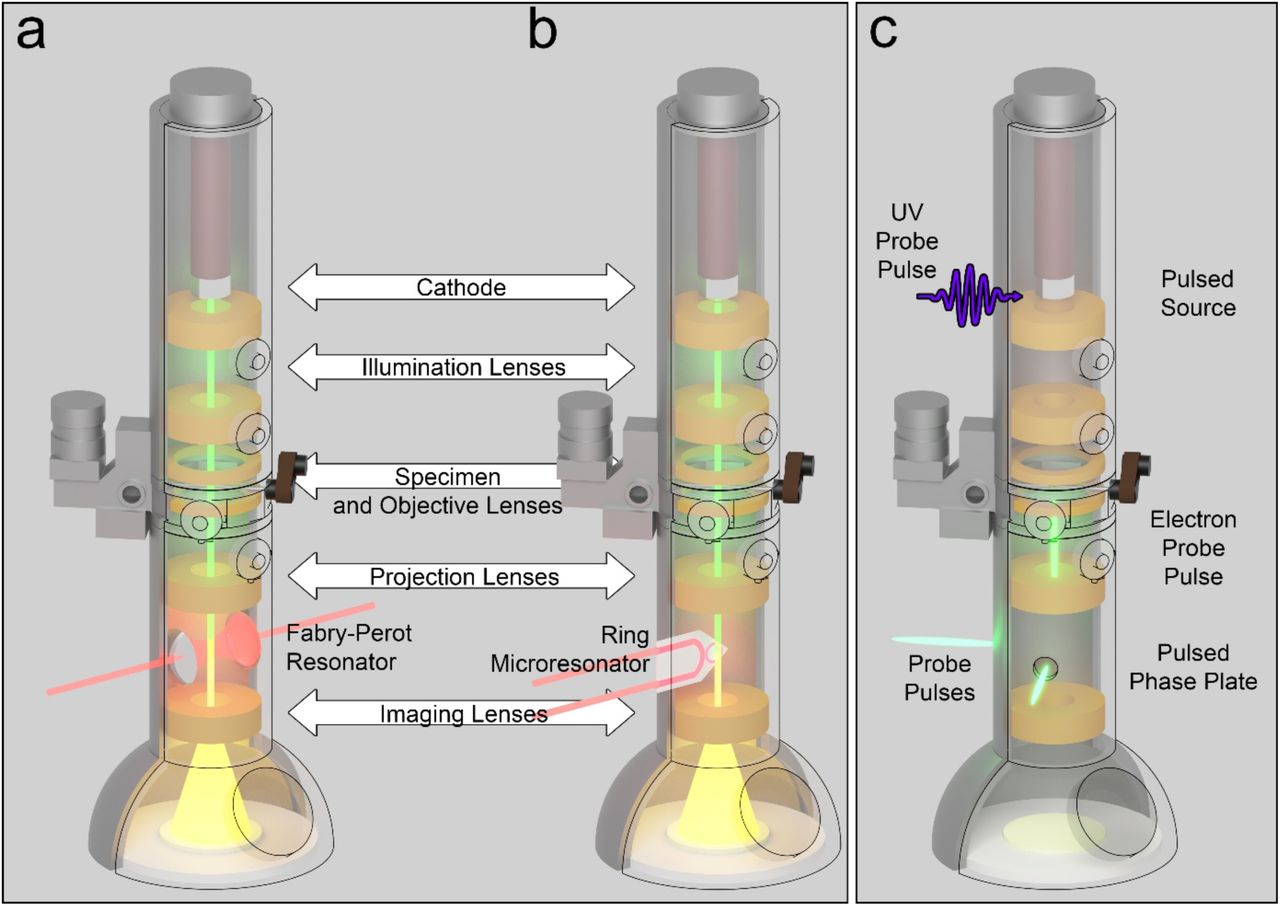 a
b
c
UV
Probe
Pulse
Pulsed
Source
Cathode
Illumination Lenses
Specimen
and Objective Lenses
Electron
Probe
Pulse
Projection Lenses
Fabry-Perot
Resonator
Ring
Microresonator
Probe
Pulses
Pulsed
Phase Plate
Imaging Lenses